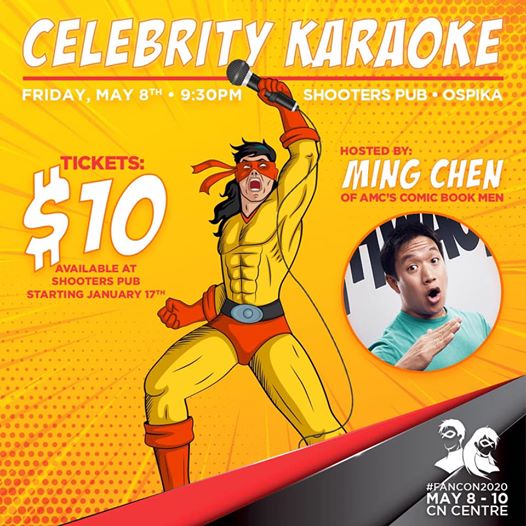 CELEBRITY KARAOKE
FRIDAY, MAY 8TH • 9:30PM
SHOOTERS PUB • OSPIKA
TICKETS:
$10
AVAILABLE AT
SHOOTERS PUB
STARTING JANUARY 17TH
HOSTED BY:
MING CHEN
OF AMC'S COMIC BOOK MEN
#FANCON2020
MAY 8 - 10
CN CENTRE